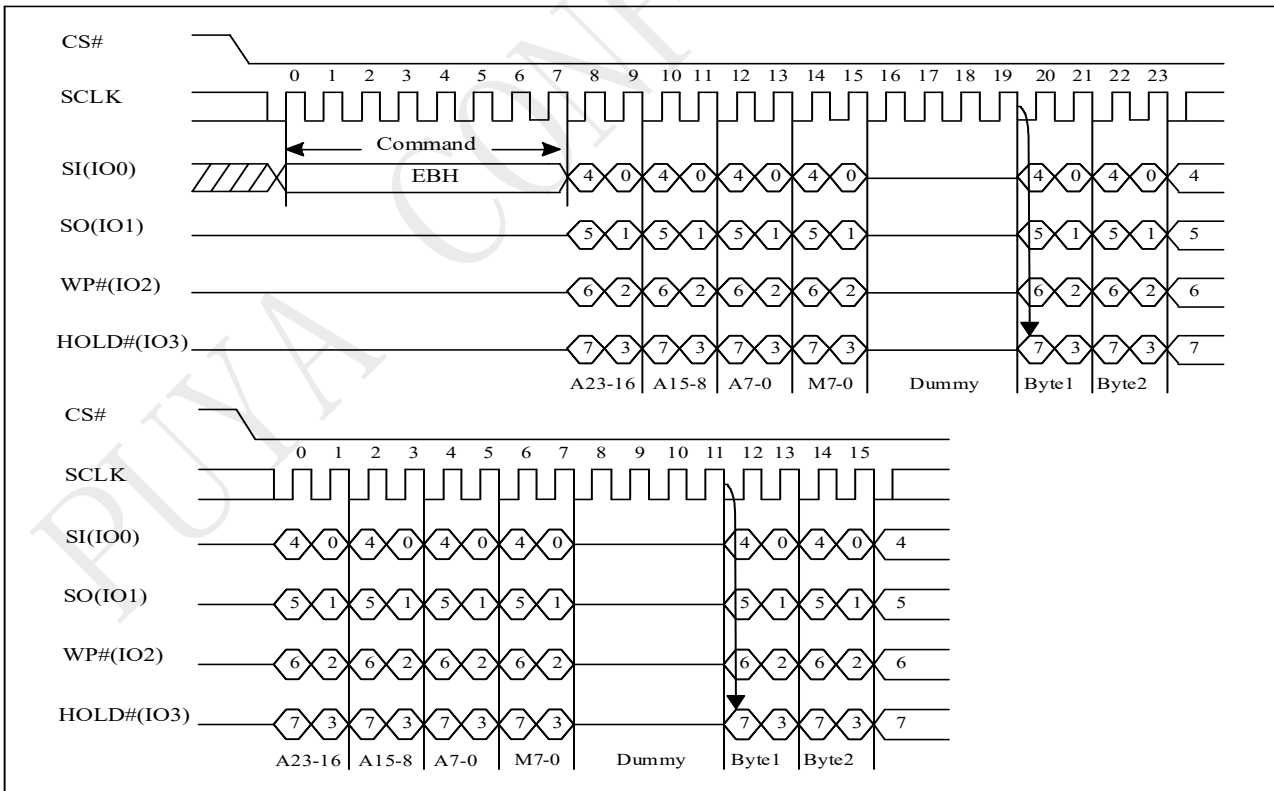 PUYA CONF
CS#
0 1 2 3 4 5 6 7 8 9 10 11 12 13 14 15 16 17 18 19 20 21 22 23
SCLK
Command
SI(IO0) EBH 4 0 4 0 4 0 4 0 4 0 4 0 4
SO(IO1) 5 1 5 1 5 1 5 1 5 1 5 1 5
WP#(IO2) 6 2 6 2 6 2 6 2 6 2 6 2 6
HOLD#(IO3) 7 3 7 3 7 3 7 3 7 3 7 3 7
A23-16 A15-8 A7-0 M7-0 Dummy Byte1 Byte2
CS#
0 1 2 3 4 5 6 7 8 9 10 11 12 13 14 15
SCLK
SI(IO0) 4 0 4 0 4 0 4 0 4 0 4 0 4
SO(IO1) 5 1 5 1 5 1 5 1 5 1 5 1 5
WP#(IO2) 6 2 6 2 6 2 6 2 6 2 6 2 6
HOLD#(IO3) 7 3 7 3 7 3 7 3 7 3 7 3 7
A23-16 A15-8 A7-0 M7-0 Dummy Byte1 Byte2